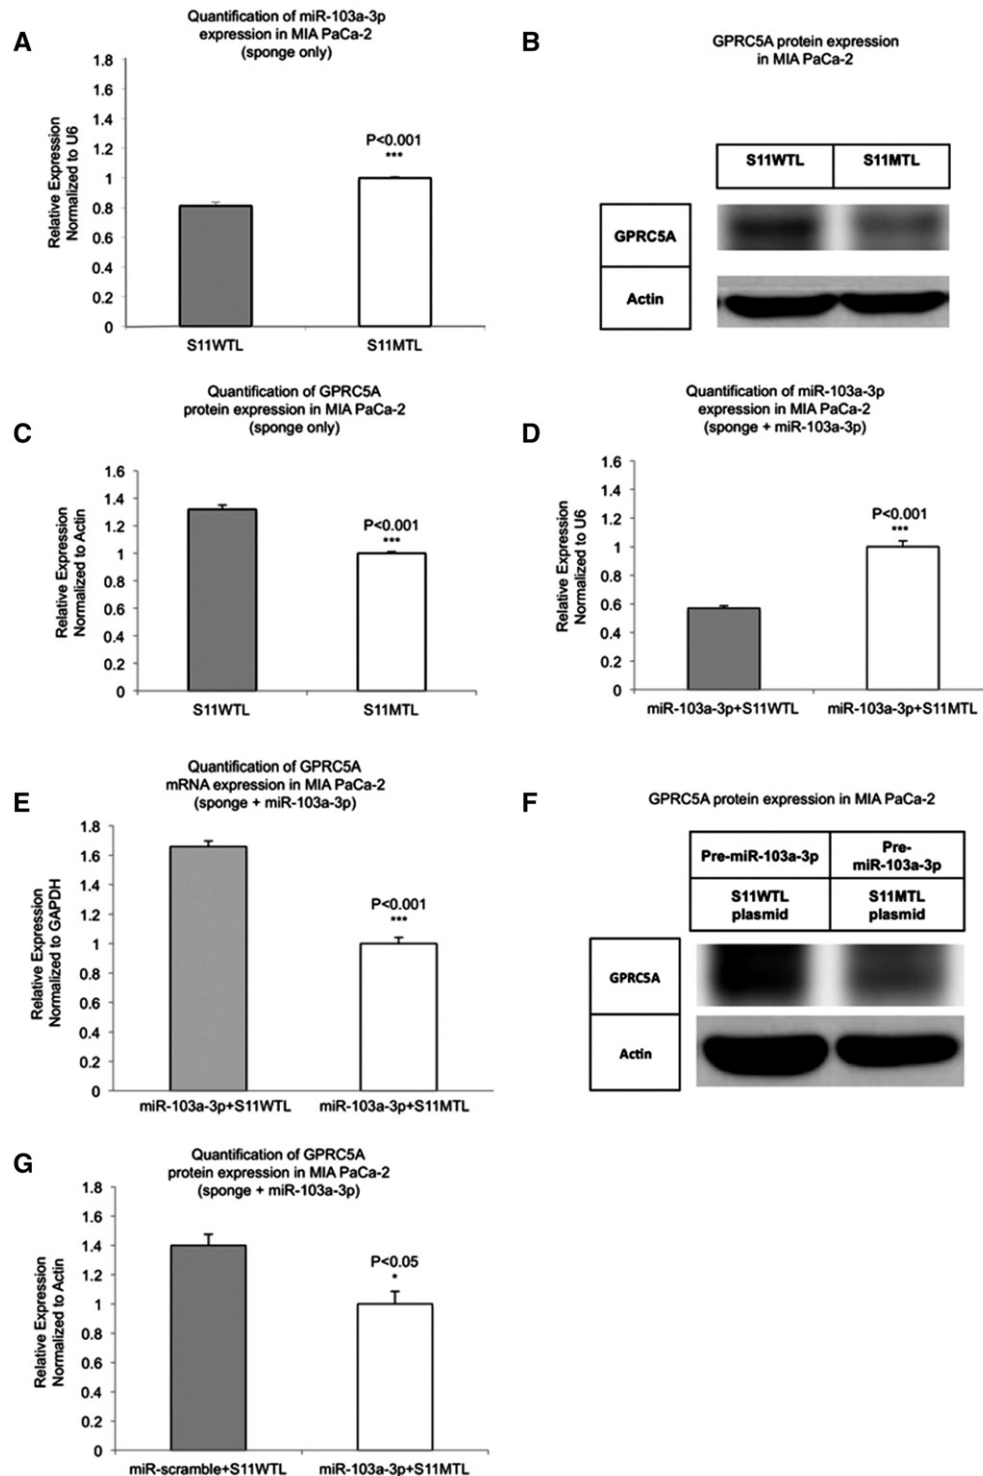 A
Quantification of miR-103a-3p
expression in MIA PaCa-2
(sponge only)
Relative Expression
Normalized to U6
1.8
1.6
1.4
1.2
1
0.8
0.6
0.4
0.2
0
P<0.001
***
S11WTL
S11MTL
B
GPRC5A protein expression
in MIA PaCa-2
S11WTL
S11MTL
GPRC5A
Actin
C
Quantification of GPRC5A
protein expression in MIA PaCa-2
(sponge only)
Relative Expression
Normalized to Actin
1.6
1.4
1.2
1
0.8
0.6
0.4
0.2
0
P<0.001
***
S11WTL
S11MTL
D
Quantification of miR-103a-3p
expression in MIA PaCa-2
(sponge + miR-103a-3p)
Relative Expression
Normalized to U6
1.6
1.4
1.2
1
0.8
0.6
0.4
0.2
0
P<0.001
***
miR-103a-3p+S11WTL
miR-103a-3p+S11MTL
E
Quantification of GPRC5A
mRNA expression in MIA PaCa-2
(sponge + miR-103a-3p)
Relative Expression
Normalized to GAPDH
1.8
1.6
1.4
1.2
1
0.8
0.6
0.4
0.2
0
P<0.001
***
miR-103a-3p+S11WTL
miR-103a-3p+S11MTL
F
GPRC5A protein expression in MIA PaCa-2
Pre-miR-103a-3p
Pre-
miR-103a-3p
S11WTL
plasmid
S11MTL
plasmid
GPRC5A
Actin
G
Quantification of GPRC5A
protein expression in MIA PaCa-2
(sponge + miR-103a-3p)
Relative Expression
Normalized to Actin
1.8
1.6
1.4
1.2
1
0.8
0.6
0.4
0.2
0
P<0.05
*
miR-scramble+S11WTL
miR-103a-3p+S11MTL